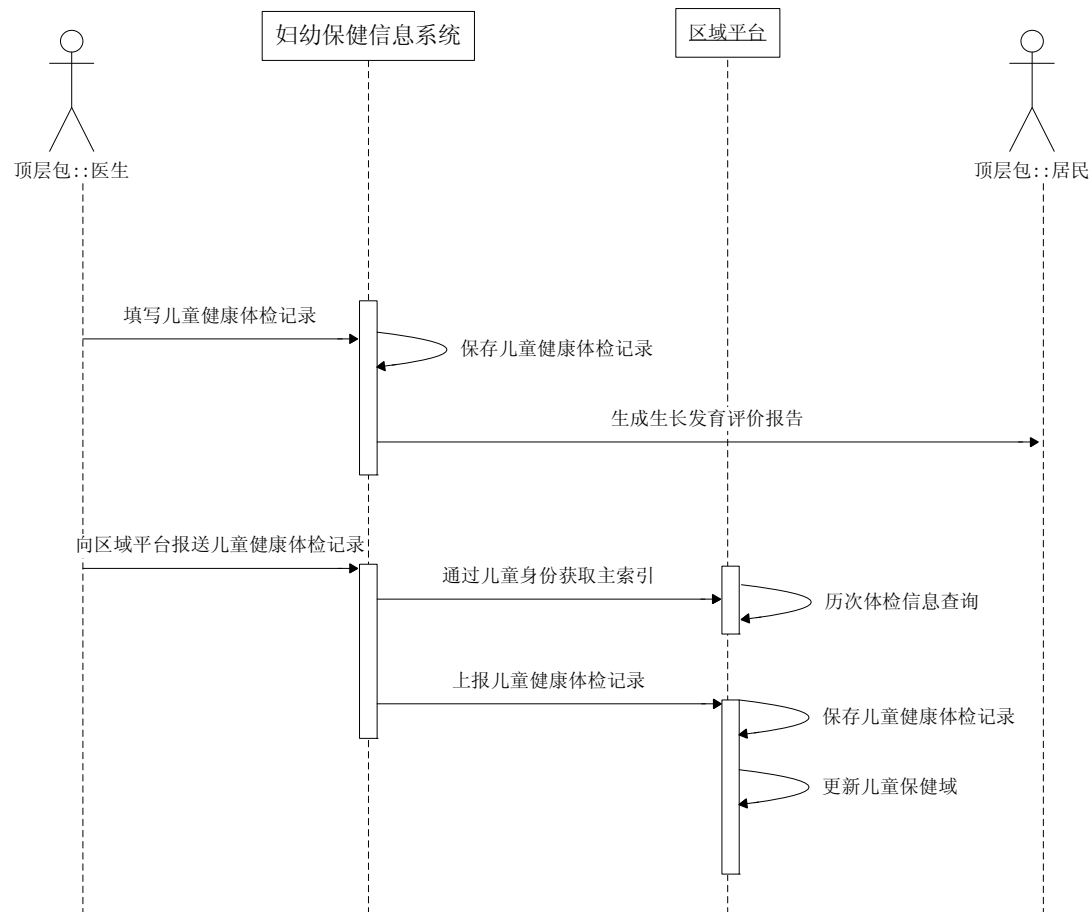 妇幼保健信息系统
区域平台
顶层包::医生
顶层包::居民
填写儿童健康体检记录
保存儿童健康体检记录
生成生长发育评价报告
向区域平台报送儿童健康体检记录
通过儿童身份获取主索引
历次体检信息查询
上报儿童健康体检记录
保存儿童健康体检记录
更新儿童保健域